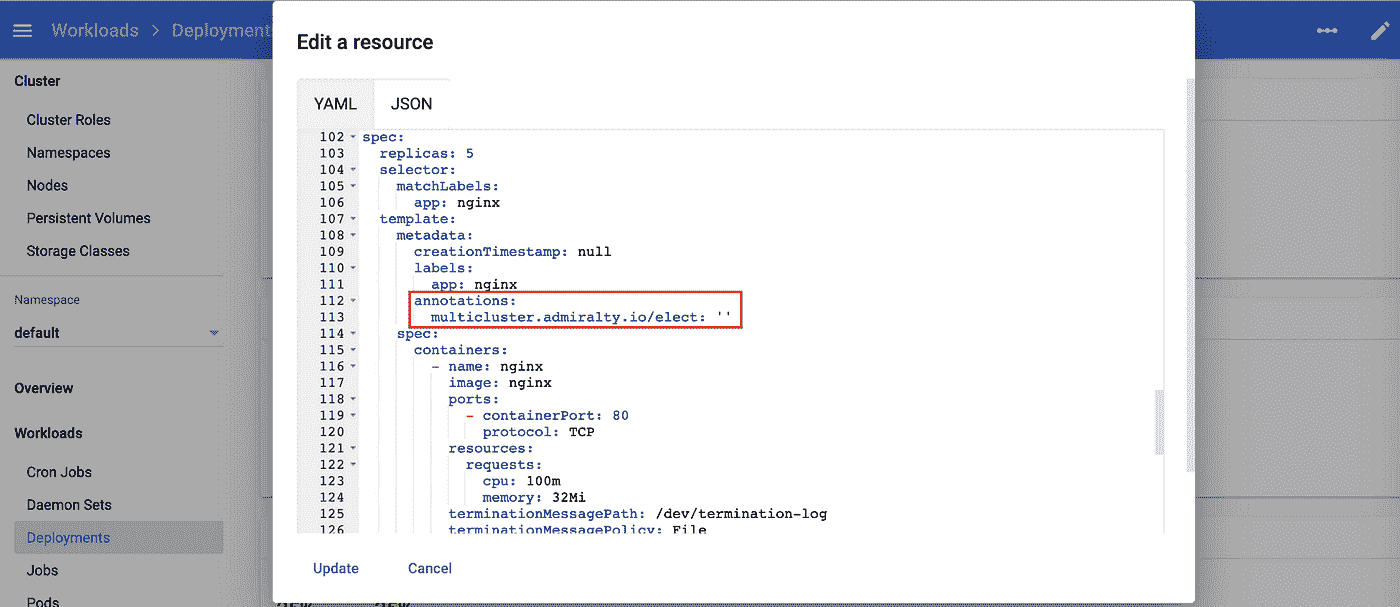 Workloads > Deployment
Edit a resource
Cluster
Cluster Roles
Namespaces
Nodes
Persistent Volumes
Storage Classes
Namespace
default
Overview
Workloads
Cron Jobs
Daemon Sets
Deployments
Jobs
Pods
YAML JSON
102 spec:
103 replicas: 5
104 selector:
105 matchLabels:
106 app: nginx
107 template:
108 metadata:
109 creationTimestamp: null
110 labels:
111 app: nginx
112 annotations:
113 multicluster.admiralty.io/elect: ''
114 spec:
115 containers:
116 - name: nginx
117 image: nginx
118 ports:
119 - containerPort: 80
120 protocol: TCP
121 resources:
122 requests:
123 cpu: 100m
124 memory: 32Mi
125 terminationMessagePath: /dev/termination-log
126 terminationMessagePolicy: File
Update Cancel